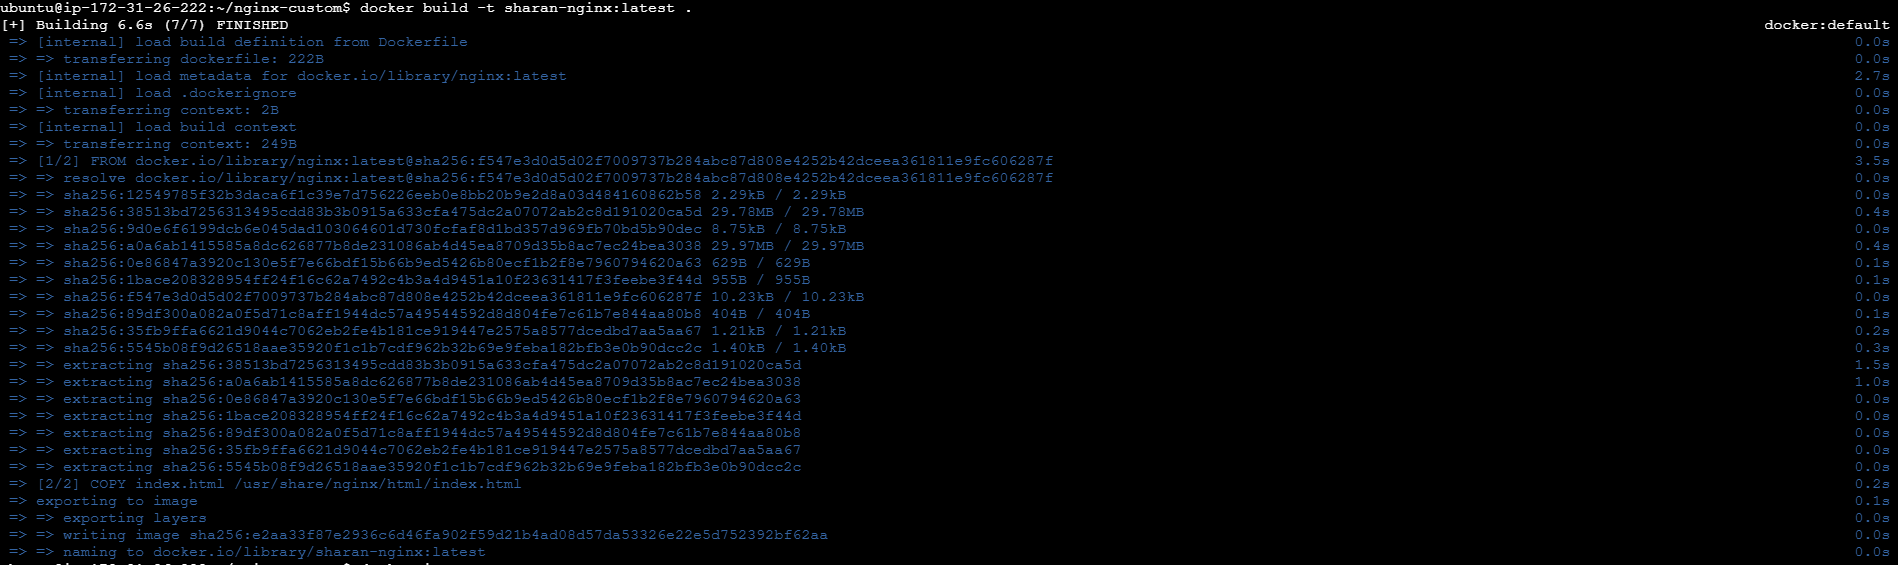 ubuntu@ip-172-31-26-222:~/nginx-custom$ docker build -t sharan-nginx:latest .
[+] Building 6.6s (7/7) FINISHED docker:default
=> [internal] load build definition from Dockerfile 0.0s
=> => transferring dockerfile: 222B 0.0s
=> [internal] load metadata for docker.io/library/nginx:latest 2.7s
=> [internal] load .dockerignore 0.0s
=> => transferring context: 2B 0.0s
=> [internal] load build context 0.0s
=> => transferring context: 249B 0.0s
=> [1/2] FROM docker.io/library/nginx:latest@sha256:f547e3d0d5d02f7009737b284abc87d808e4252b42dceea361811e9fc606287f 3.5s
=> => resolve docker.io/library/nginx:latest@sha256:f547e3d0d5d02f7009737b284abc87d808e4252b42dceea361811e9fc606287f 0.0s
=> => sha256:12549785f32b3daca6f1c39e7d756226eeb0e8bb20b9e2d8a03d484160862b58 2.29kB / 2.29kB 0.0s
=> => sha256:38513bd7256313495cdd83b3b0915a633cfa475dc2a07072ab2c8d191020ca5d 29.78MB / 29.78MB 0.4s
=> => sha256:9d0e6f6199dcb6e045dad103064601d730fcfaf8d1bd357d969fb70bd5b90dec 8.75kB / 8.75kB 0.0s
=> => sha256:a0a6ab1415585a8dc626877b8de231086ab4d45ea8709d35b8ac7ec24bea3038 29.97MB / 29.97MB 0.4s
=> => sha256:0e86847a3920c130e5f7e66bdf15b66b9ed5426b80ecf1b2f8e7960794620a63 629B / 629B 0.1s
=> => sha256:1bace208328954ff24f16c62a7492c4b3a4d9451a10f23631417f3feebe3f44d 955B / 955B 0.1s
=> => sha256:f547e3d0d5d02f7009737b284abc87d808e4252b42dceea361811e9fc606287f 10.23kB / 10.23kB 0.0s
=> => sha256:89df300a082a0f5d71c8aff1944dc57a49544592d8d804fe7c61b7e844aa80b8 404B / 404B 0.1s
=> => sha256:35fb9ffa6621d9044c7062eb2fe4b181ce919447e2575a8577dcedbd7aa5aa67 1.21kB / 1.21kB 0.2s
=> => sha256:5545b08f9d26518aae35920f1c1b7cdf962b32b69e9feba182bfb3e0b90dcc2c 1.40kB / 1.40kB 0.3s
=> => extracting sha256:38513bd7256313495cdd83b3b0915a633cfa475dc2a07072ab2c8d191020ca5d 1.5s
=> => extracting sha256:a0a6ab1415585a8dc626877b8de231086ab4d45ea8709d35b8ac7ec24bea3038 1.0s
=> => extracting sha256:0e86847a3920c130e5f7e66bdf15b66b9ed5426b80ecf1b2f8e7960794620a63 0.0s
=> => extracting sha256:1bace208328954ff24f16c62a7492c4b3a4d9451a10f23631417f3feebe3f44d 0.0s
=> => extracting sha256:89df300a082a0f5d71c8aff1944dc57a49544592d8d804fe7c61b7e844aa80b8 0.0s
=> => extracting sha256:35fb9ffa6621d9044c7062eb2fe4b181ce919447e2575a8577dcedbd7aa5aa67 0.0s
=> => extracting sha256:5545b08f9d26518aae35920f1c1b7cdf962b32b69e9feba182bfb3e0b90dcc2c 0.0s
=> [2/2] COPY index.html /usr/share/nginx/html/index.html 0.2s
=> exporting to image 0.1s
=> => exporting layers 0.0s
=> => writing image sha256:e2aa33f87e2936c6d46fa902f59d21b4ad08d57da53326e22e5d752392bf62aa 0.0s
=> => naming to docker.io/library/sharan-nginx:latest 0.0s